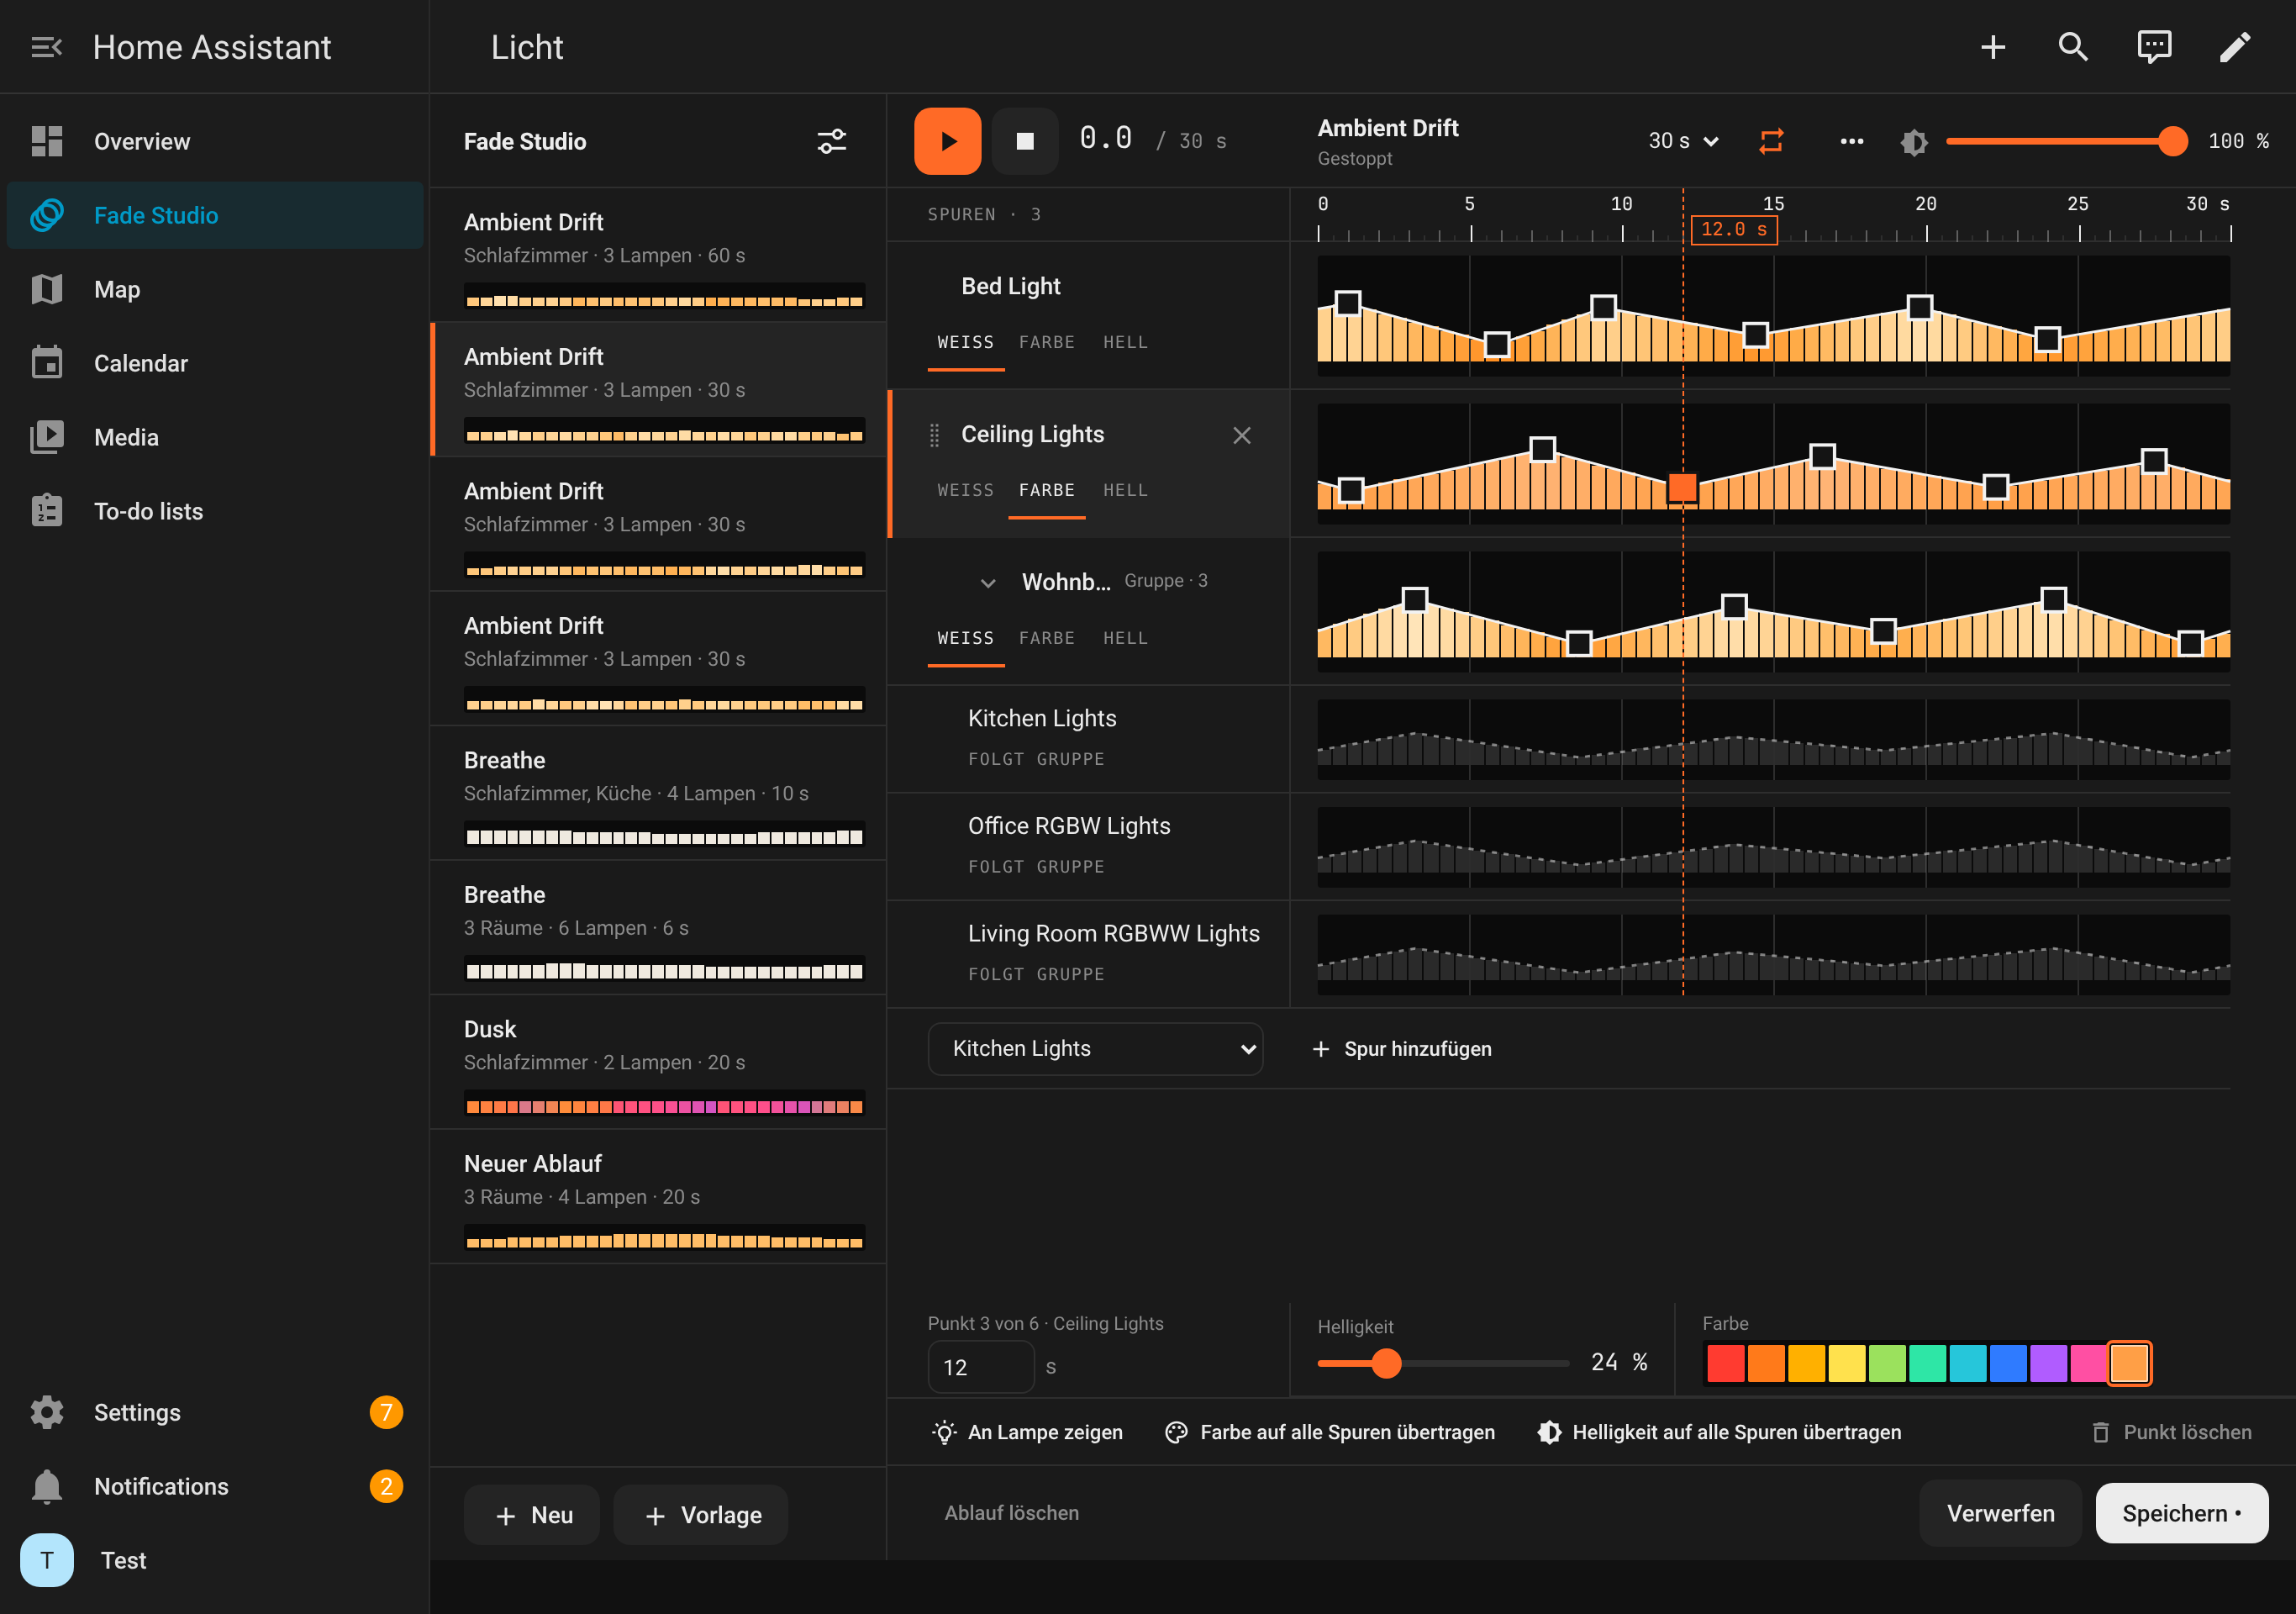 Home Assistant
Licht
Overview
Fade Studio
Map
Calendar
Media
To-do lists
Settings
7
Notifications
2
T
Test
Fade Studio
Ambient Drift
Schlafzimmer · 3 Lampen · 60 s
Ambient Drift
Schlafzimmer · 3 Lampen · 30 s
Ambient Drift
Schlafzimmer · 3 Lampen · 30 s
Ambient Drift
Schlafzimmer · 3 Lampen · 30 s
Breathe
Schlafzimmer, Küche · 4 Lampen · 10 s
Breathe
3 Räume · 6 Lampen · 6 s
Dusk
Schlafzimmer · 2 Lampen · 20 s
Neuer Ablauf
3 Räume · 4 Lampen · 20 s
+ Neu
+ Vorlage
0.0 / 30 s
Ambient Drift
Gestoppt
30 s
100 %
SPUREN · 3
0 5 10 15 20 25 30 s
12.0 s
Bed Light
WEISS FARBE HELL
Ceiling Lights
WEISS FARBE HELL
Wohnb... Gruppe · 3
WEISS FARBE HELL
Kitchen Lights
FOLGT GRUPPE
Office RGBW Lights
FOLGT GRUPPE
Living Room RGBWW Lights
FOLGT GRUPPE
Kitchen Lights
+ Spur hinzufügen
Punkt 3 von 6 · Ceiling Lights
12 s
Helligkeit
24 %
Farbe
An Lampe zeigen
Farbe auf alle Spuren übertragen
Helligkeit auf alle Spuren übertragen
Punkt löschen
Ablauf löschen
Verwerfen
Speichern •